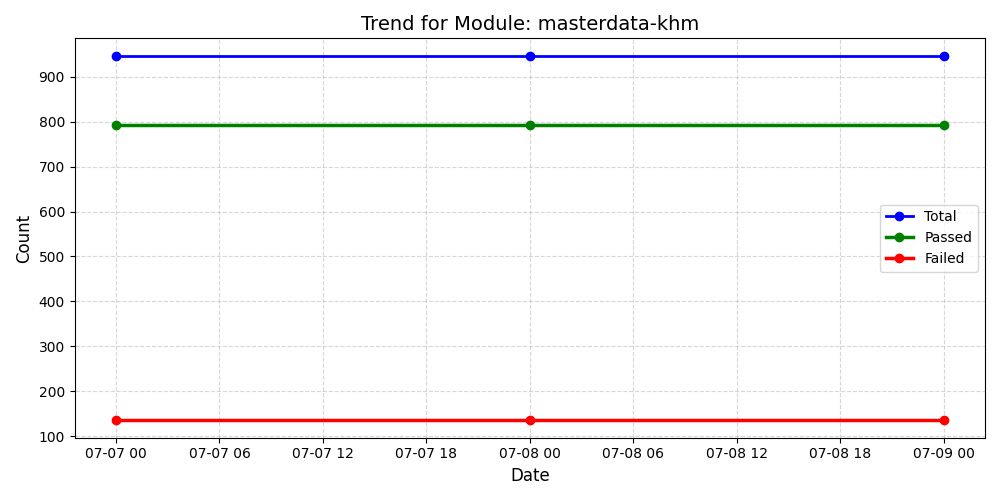 Trend for Module: masterdata-khm
Count
900
800
700
600
500
400
300
200
100
Total
Passed
Failed
07-07 00 07-07 06 07-07 12 07-07 18 07-08 00 07-08 06 07-08 12 07-08 18 07-09 00
Date